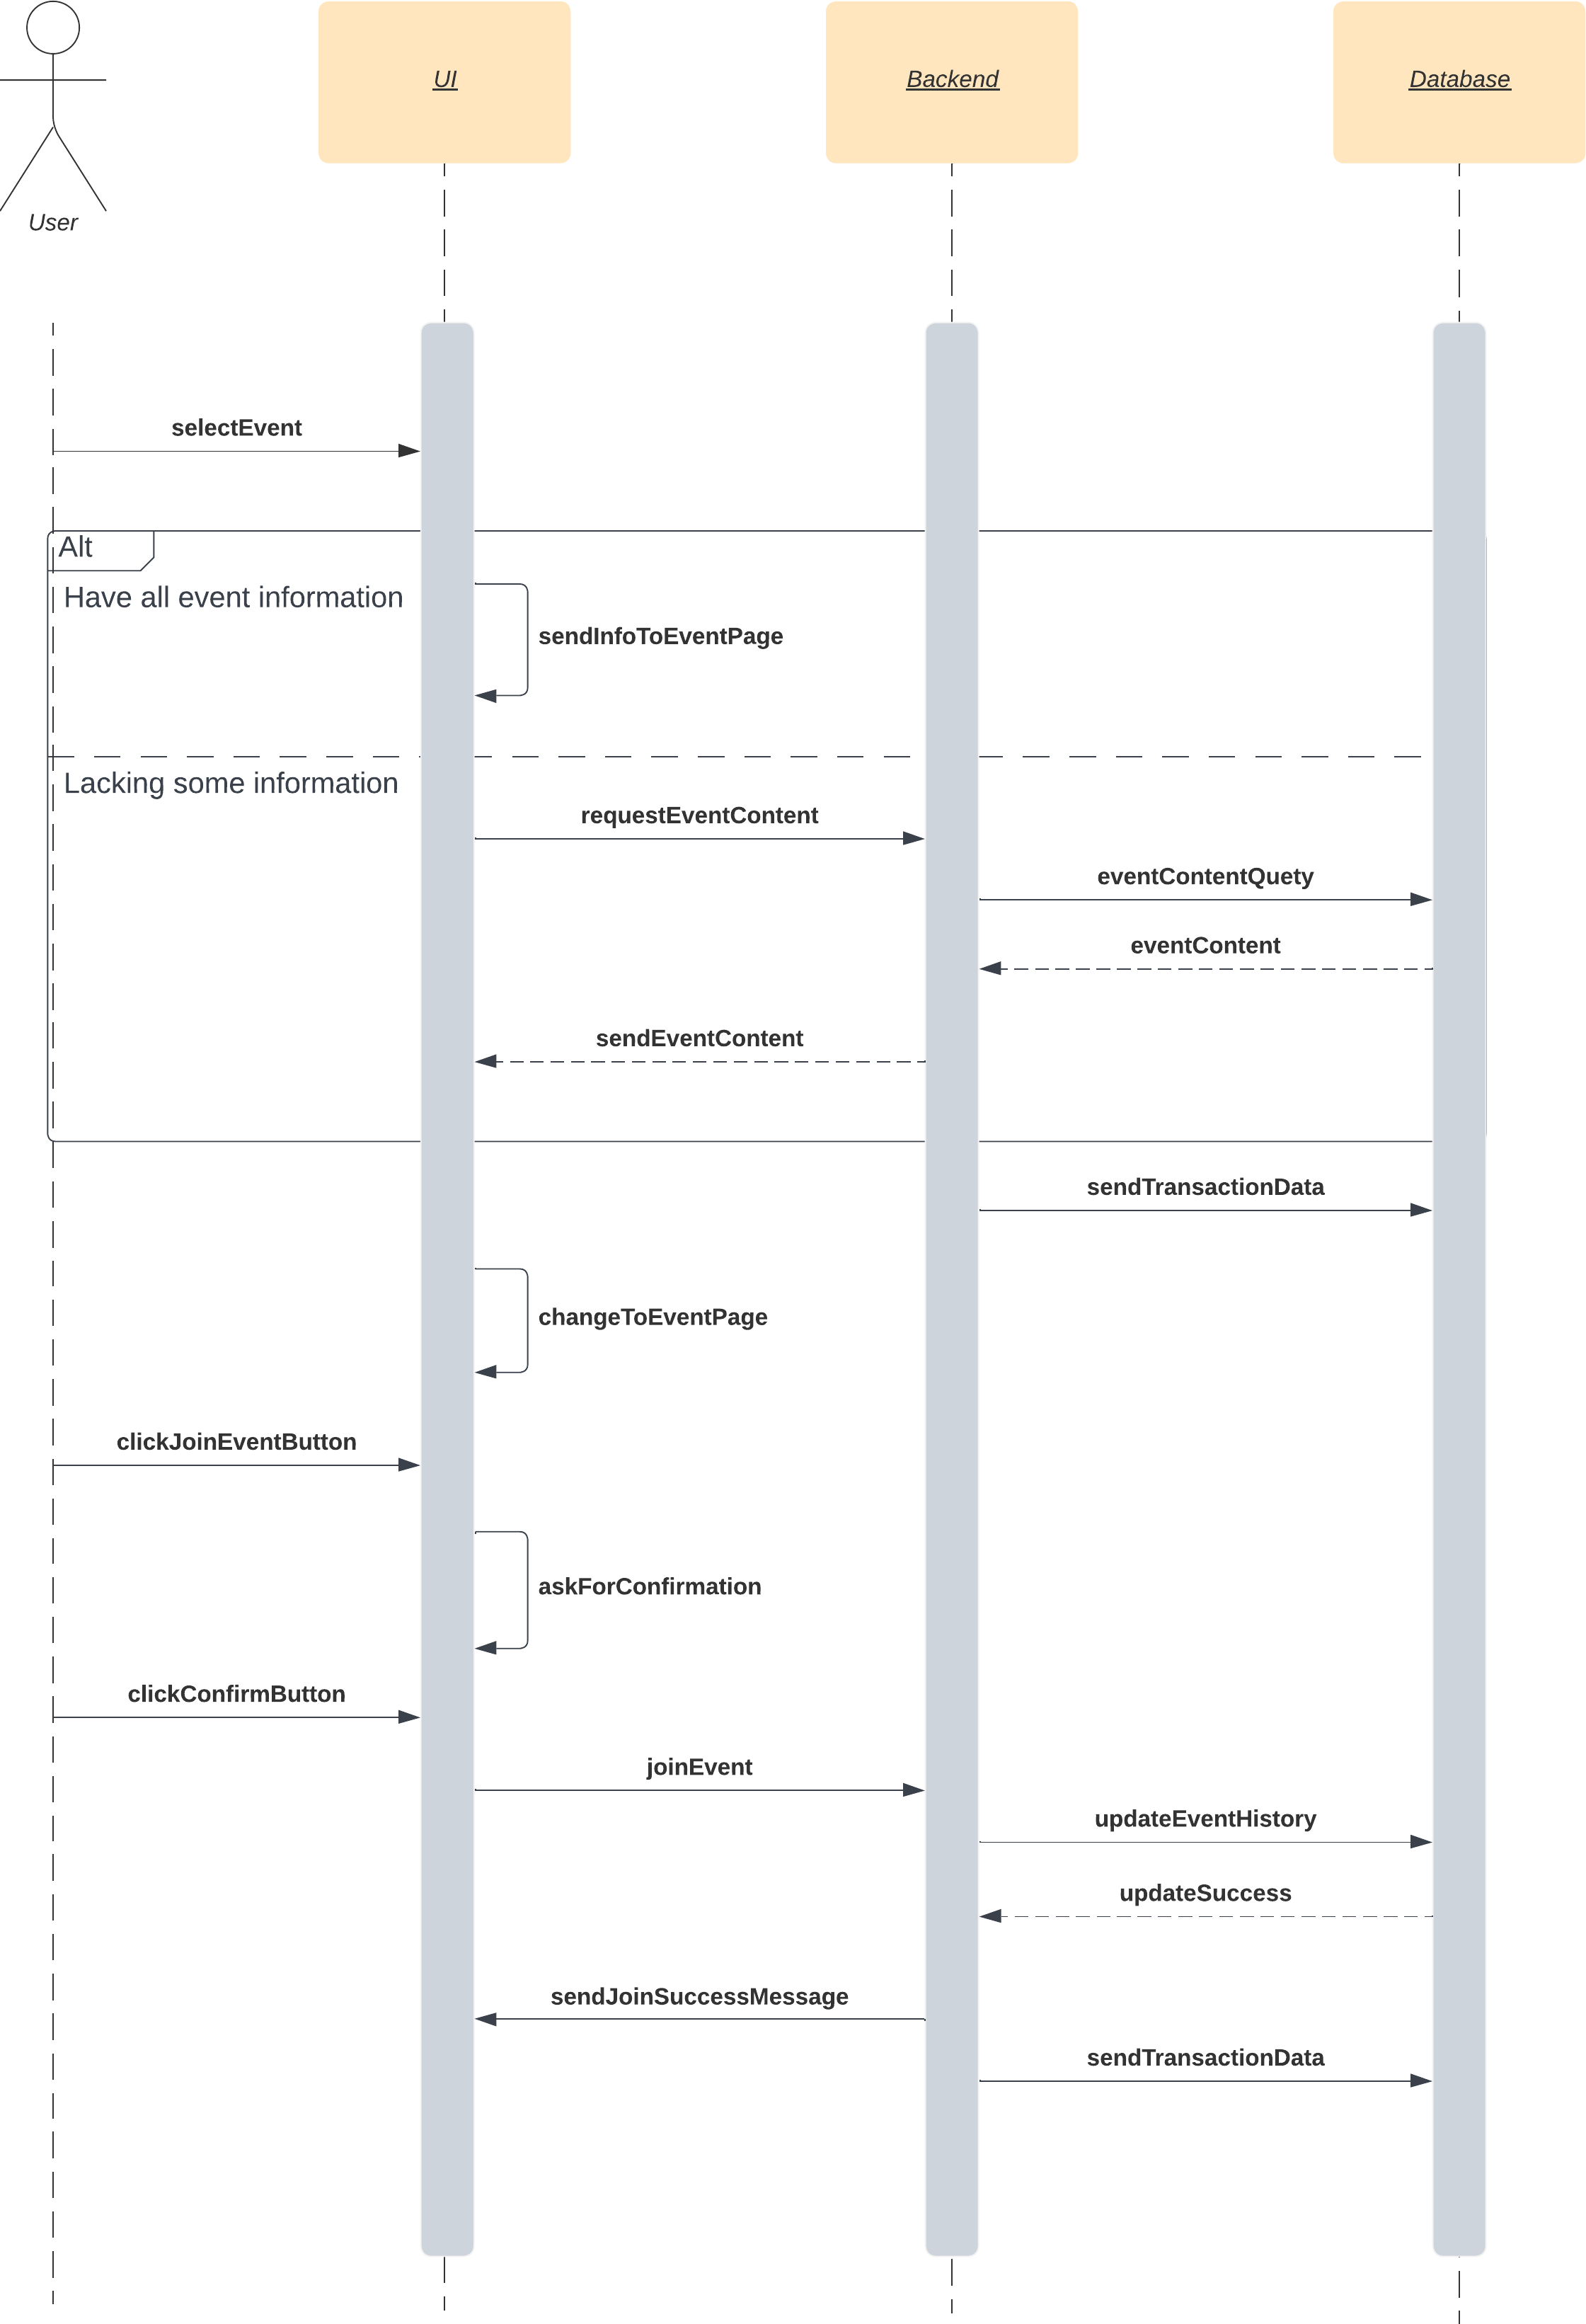 UI
Backend
Database
User
selectEvent
Alt
Have all event information
sendInfoToEventPage
Lacking some information
requestEventContent
eventContentQuety
eventContent
sendEventContent
sendTransactionData
changeToEventPage
clickJoinEventButton
askForConfirmation
clickConfirmButton
joinEvent
updateEventHistory
updateSuccess
sendJoinSuccessMessage
sendTransactionData